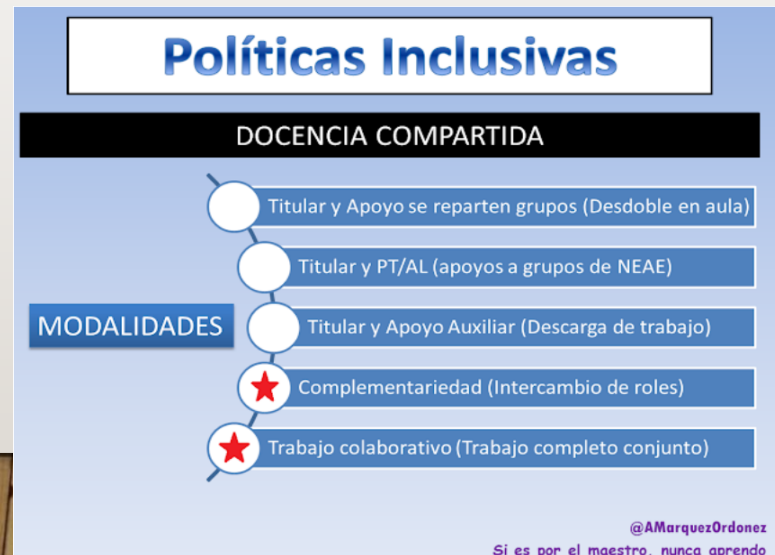 Políticas Inclusivas
DOCENCIA COMPARTIDA
MODALIDADES
Titular y Apoyo se reparten grupos (Desdoble en aula)
Titular y PT/AL (apoyos a grupos de NEAE)
Titular y Apoyo Auxiliar (Descarga de trabajo)
Complementariedad (Intercambio de roles)
Trabajo colaborativo (Trabajo completo conjunto)
@AMarquezOrdonez
Si es por el maestro, nunca aprendo